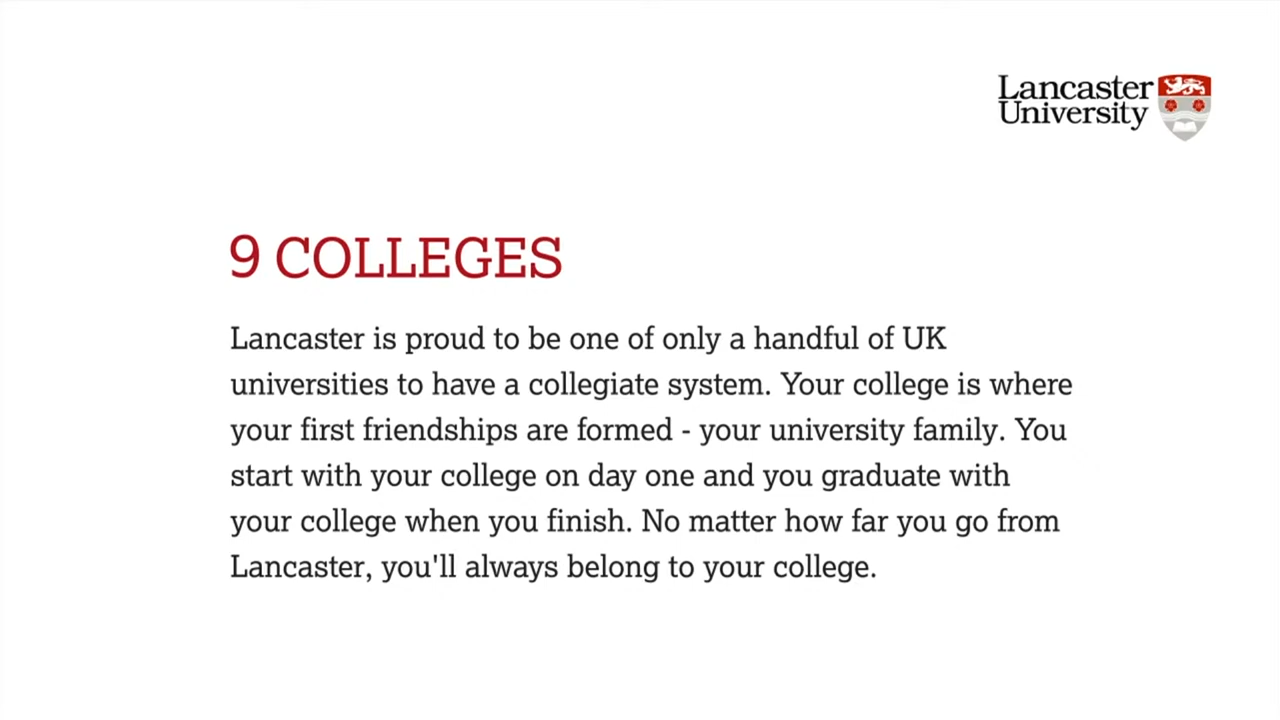 Lancaster
University
9 COLLEGES
Lancaster is proud to be one of only a handful of UK
universities to have a collegiate system. Your college is where
your first friendships are formed - your university family. You
start with your college on day one and you graduate with
your college when you finish. No matter how far you go from
Lancaster, you'll always belong to your college.